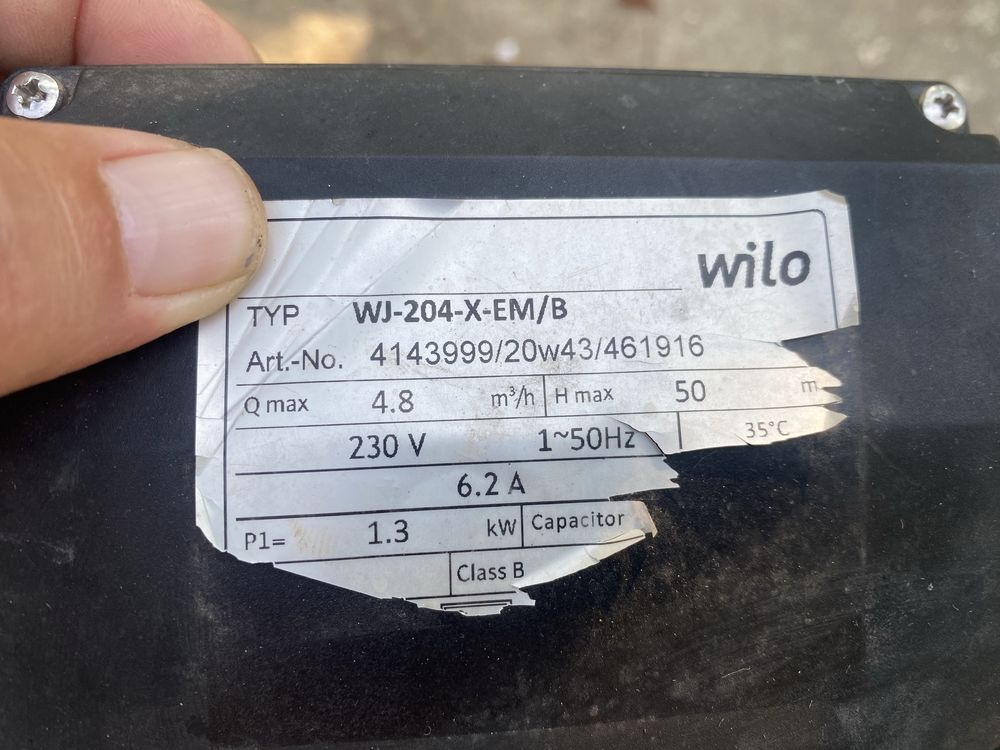 wilo
TYP WJ-204-X-EM/B
Art.-No. 4143999/20w43/461916
Q max 4.8 m³/h H max 50 m
230 V 1~50Hz 35°C
6.2 A
P1= 1.3 kW Capacitor
Class B